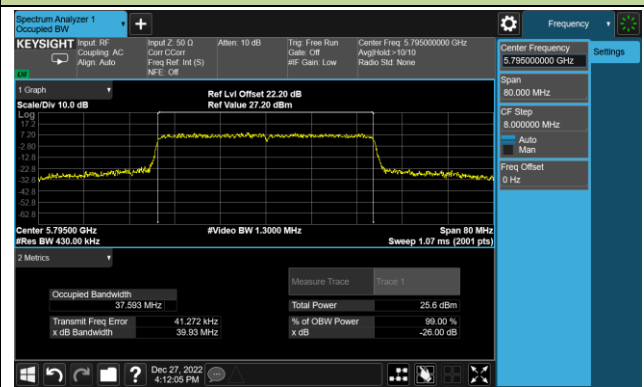 Spectrum Analyzer 1
Occupied BW
+
Frequency
KEYSIGHT
Input: RF
Coupling: AC
Align: Auto
Input Z: 50 Ω
Corr CCorr
Freq Ref: Int (S)
NFE: Off
Atten: 10 dB
Trig: Free Run
Gate: Off
#IF Gain: Low
Center Freq: 5.795000000 GHz
Avg|Hold:>10/10
Radio Std: None
Center Frequency
5.795000000 GHz
Settings
Span
80.000 MHz
CF Step
8.000000 MHz
Auto
Man
Freq Offset
0 Hz
1 Graph
Scale/Div 10.0 dB
Ref Lvl Offset 22.20 dB
Ref Value 27.20 dBm
Log
17.2
7.20
-2.80
-12.8
-22.8
-32.8
-42.8
-52.8
-62.8
Center 5.79500 GHz
#Res BW 430.00 kHz
#Video BW 1.3000 MHz
Span 80 MHz
Sweep 1.07 ms (2001 pts)
2 Metrics
Measure Trace
Trace 1
Occupied Bandwidth
37.593 MHz
Total Power
25.6 dBm
Transmit Freq Error
41.272 kHz
% of OBW Power
99.00 %
x dB Bandwidth
39.93 MHz
x dB
-26.00 dB
?
Dec 27, 2022
4:12:05 PM